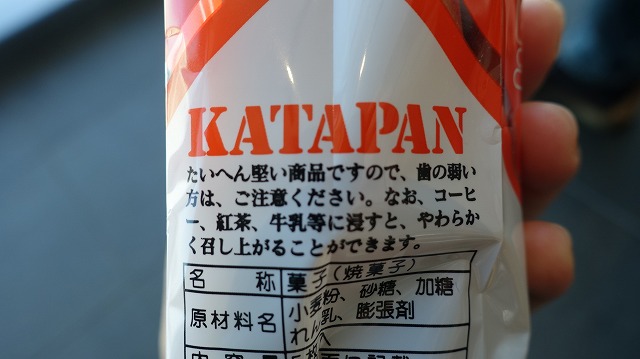 KATAPAN
たいへん堅い商品ですので、歯の弱い
方は、ご注意ください。なお、コーヒ
ー、紅茶、牛乳等に浸すと、やわらか
く召し上がることができます。
名 称 菓子(焼菓子)
原材料名 小麦粉、砂糖、加糖
れん乳、膨張剤